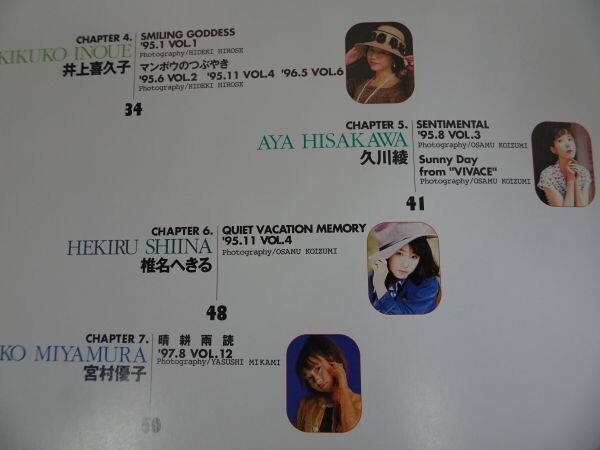 CHAPTER 4.
KIKUKO INOUE
井上喜久子
SMILING GODDESS
'95.1 VOL.1
Photography/HIDEKI HIROSE
マンボウのつぶやき
'95.6 VOL.2 '95.11 VOL.4 '96.5 VOL.6
Photography/HIDEKI HIROSE
34
CHAPTER 5.
AYA HISAKAWA
久川綾
SENTIMENTAL
'95.8 VOL.3
Photography/OSAMU KOIZUMI
Sunny Day
from "VIVACE"
Photography/OSAMU KOIZUMI
41
CHAPTER 6.
HEKIRU SHIINA
椎名へきる
QUIET VACATION MEMORY
'95.11 VOL.4
Photography/OSAMU KOIZUMI
48
CHAPTER 7.
KO MIYAMURA
宮村優子
晴耕雨読
'97.8 VOL.12
Photography/YASUSHI MIKAMI